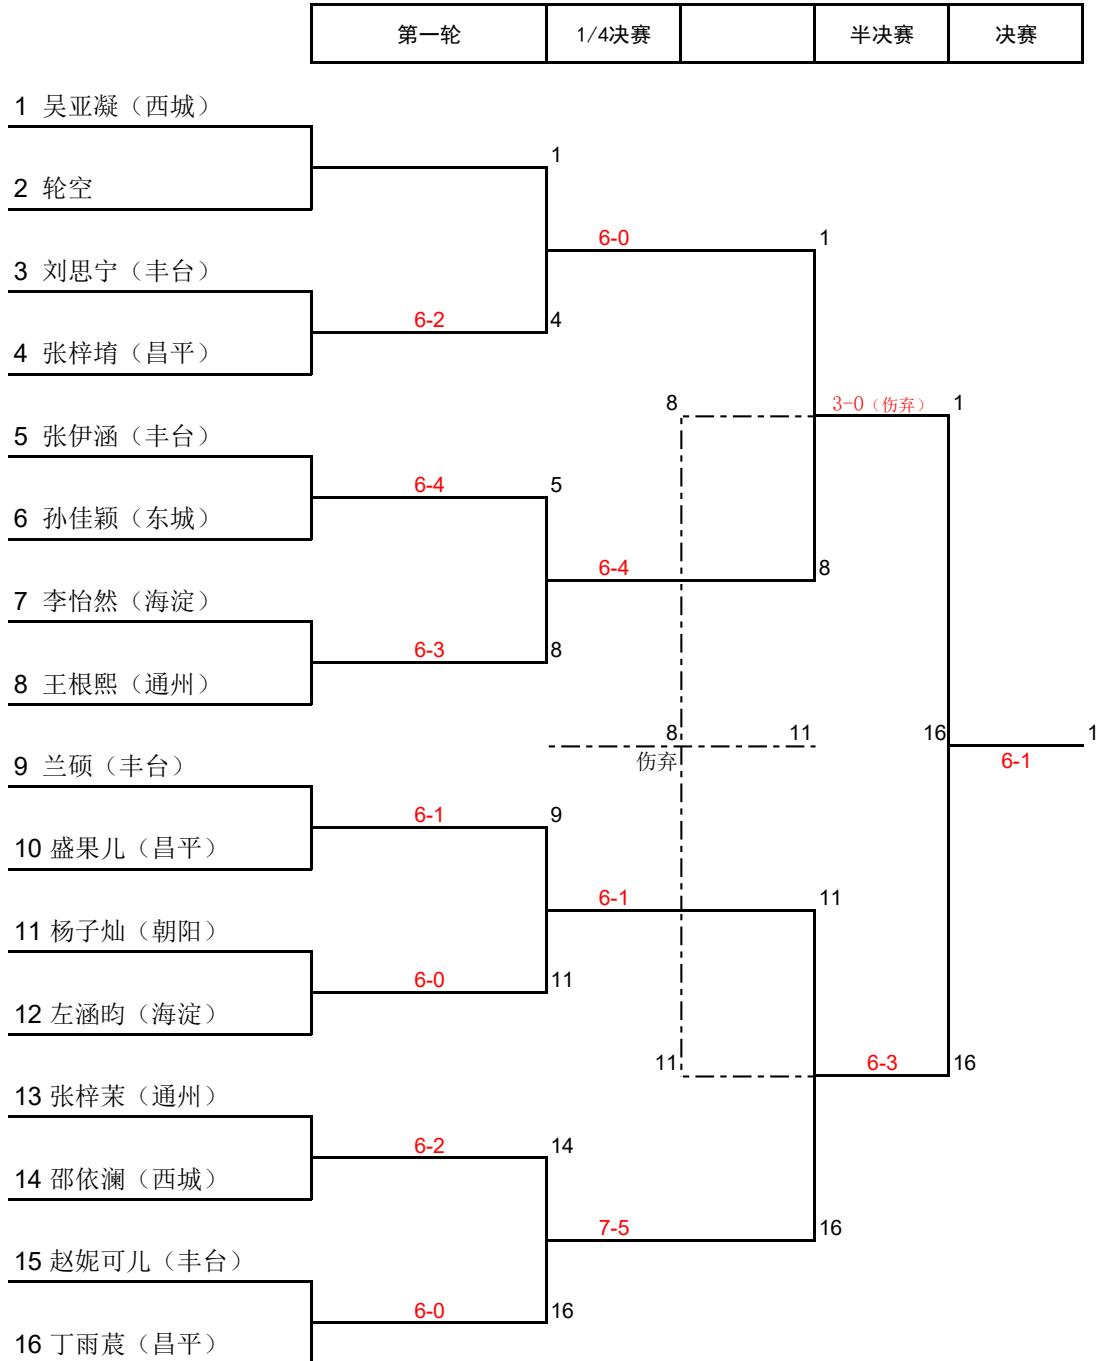 第一轮 1/4决赛 半决赛 决赛
1 吴亚凝（西城）
1
2 轮空
6-0 1
3 刘思宁（丰台）
6-2 4
4 张梓堉（昌平）
8 3-0（伤弃） 1
5 张伊涵（丰台）
6-4 5
6 孙佳颖（东城）
6-4 8
7 李怡然（海淀）
6-3 8
8 王根熙（通州）
8 11 16 1
伤弃 6-1
9 兰硕（丰台）
6-1 9
10 盛果儿（昌平）
6-1 11
11 杨子灿（朝阳）
6-0 11
12 左涵昀（海淀）
11 6-3 16
13 张梓茉（通州）
6-2 14
14 邵依澜（西城）
7-5 16
15 赵妮可儿（丰台）
6-0 16
16 丁雨莀（昌平）